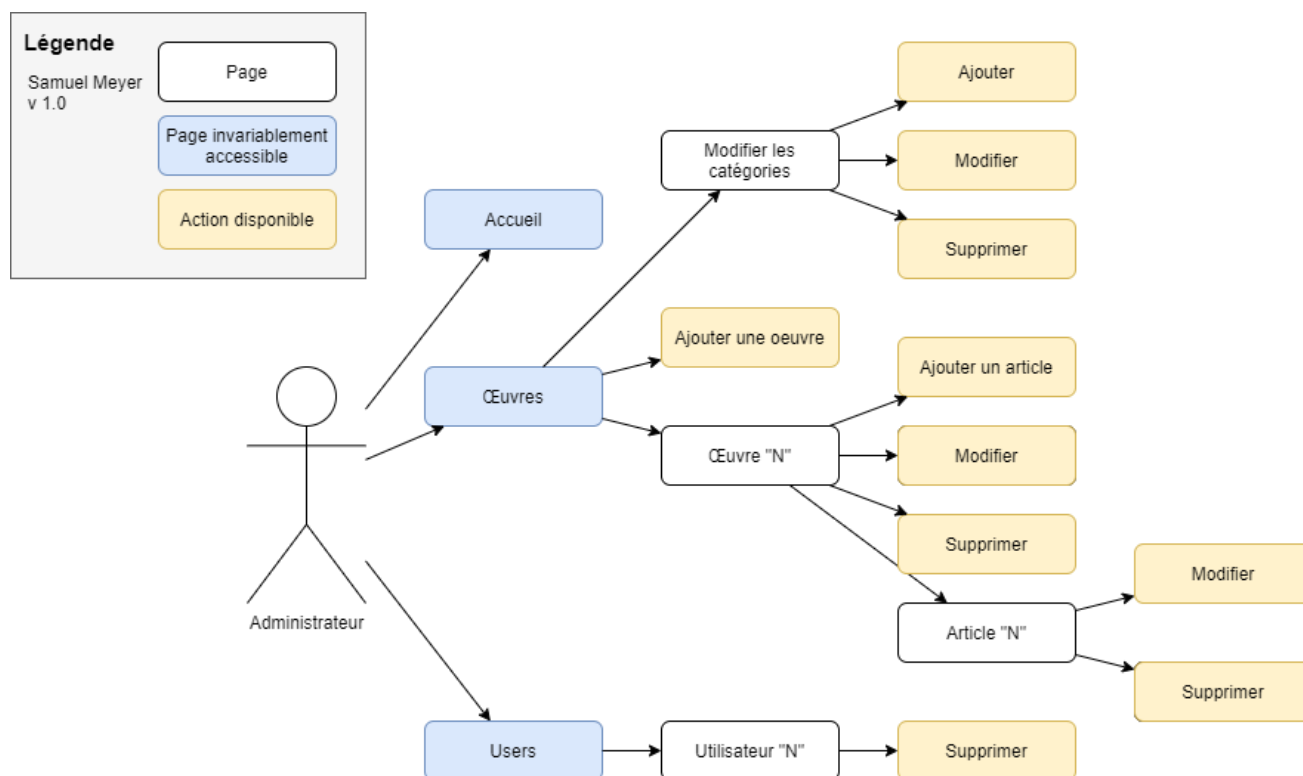 Légende
Samuel Meyer
v 1.0
Page
Page invariablement
accessible
Action disponible
Ajouter
Modifier les
catégories
Modifier
Accueil
Supprimer
Ajouter une oeuvre
Ajouter un article
Œuvres
Œuvre "N"
Modifier
Supprimer
Modifier
Administrateur
Article "N"
Supprimer
Users
Utilisateur "N"
Supprimer